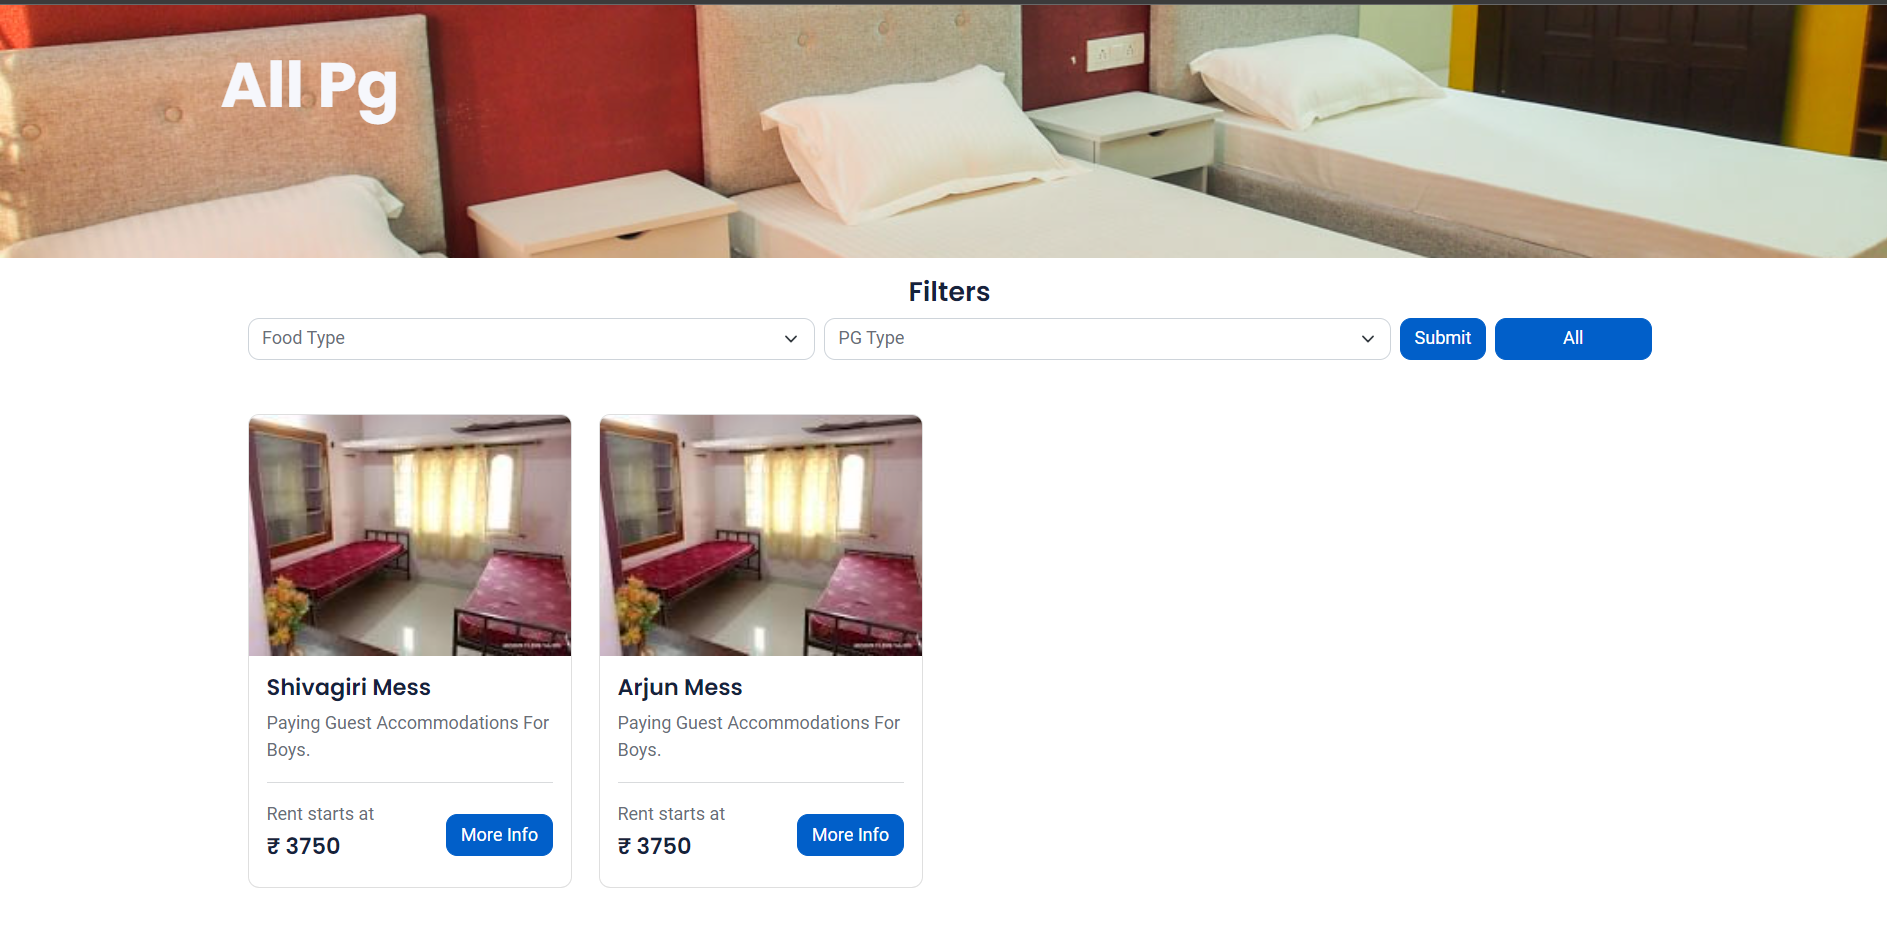 All Pg
Filters
Food Type
PG Type
Submit
All
Shivagiri Mess
Paying Guest Accommodations For
Boys.
Rent starts at
₹ 3750
More Info
Arjun Mess
Paying Guest Accommodations For
Boys.
Rent starts at
₹ 3750
More Info